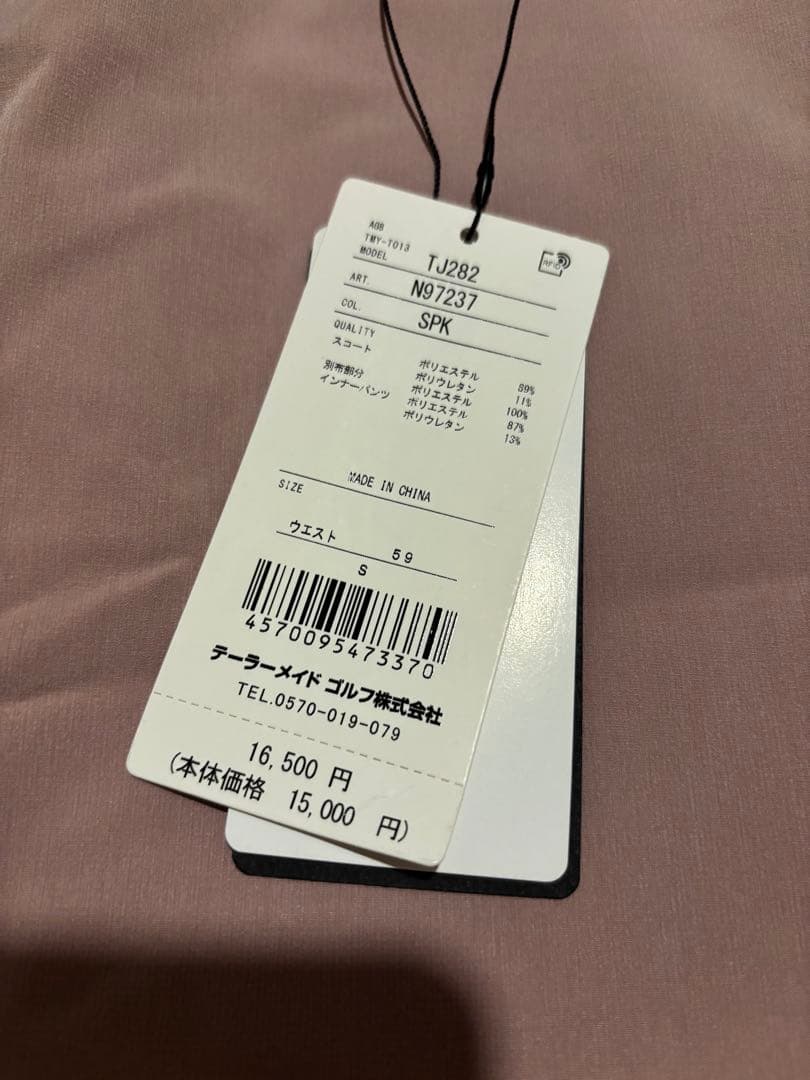 AGB
TMY-T013
MODEL TJ282
ART. N97237
COL. SPK
QUALITY
スコート ポリエステル 89%
ポリウレタン 11%
別布部分 ポリエステル 100%
インナーパンツ ポリエステル 87%
ポリウレタン 13%
MADE IN CHINA
SIZE
ウエスト 59
S
4570095473370
テーラーメイド ゴルフ株式会社
TEL.0570-019-079
16,500 円
(本体価格 15,000 円)
RFID